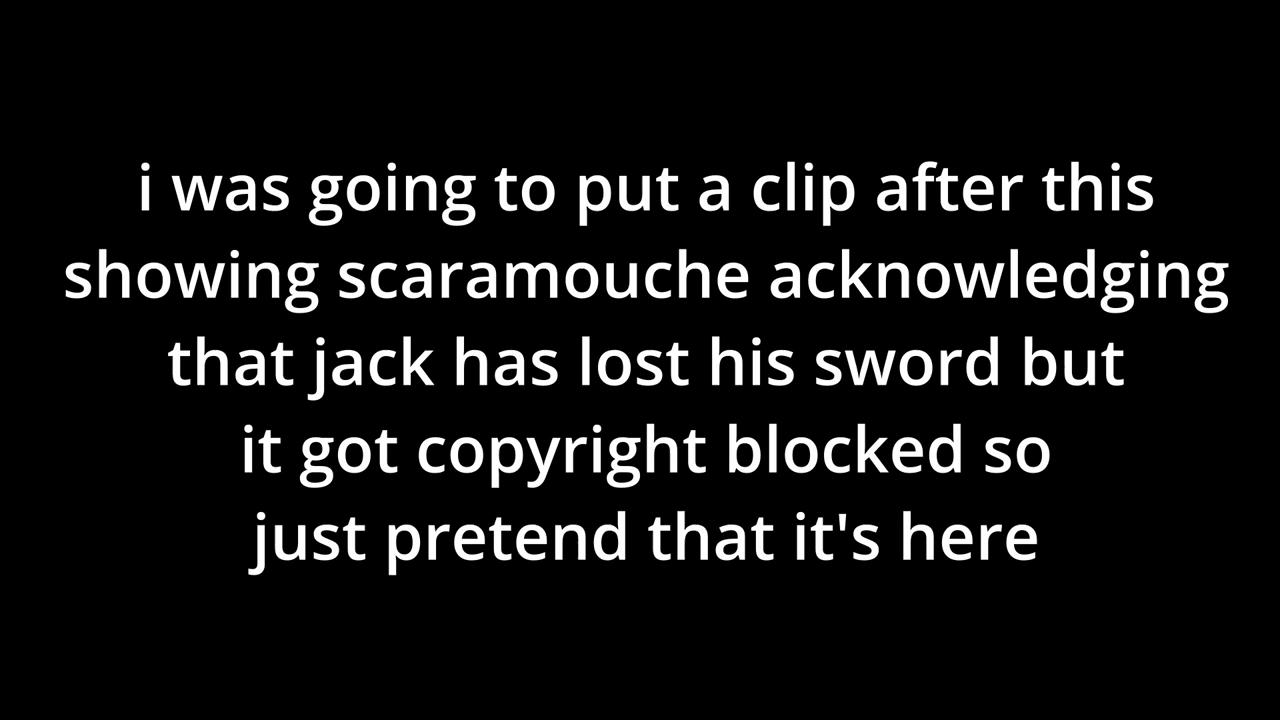 i was going to put a clip after this
showing scaramouche acknowledging
that jack has lost his sword but
it got copyright blocked so
just pretend that it's here